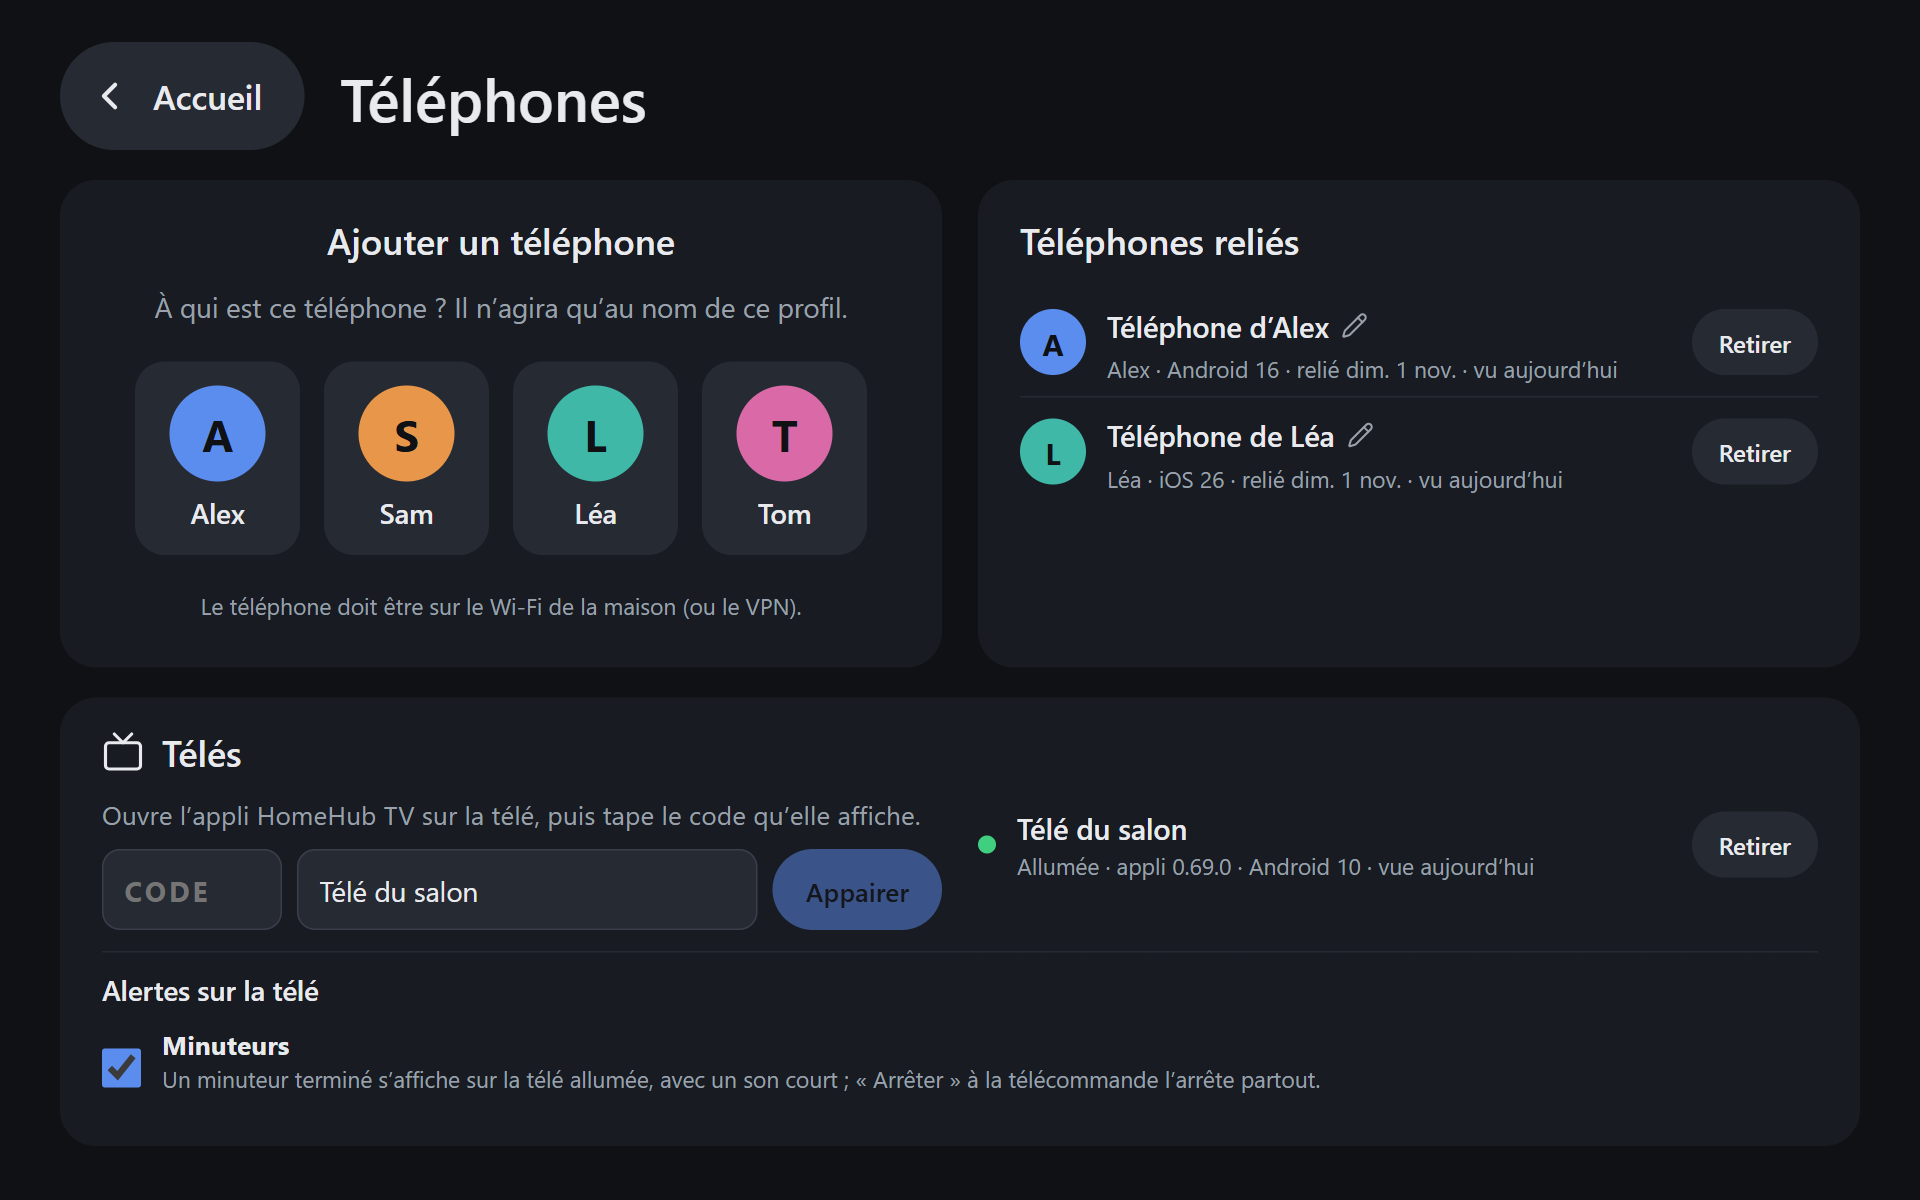 Accueil
Téléphones
Ajouter un téléphone
À qui est ce téléphone ? Il n’agira qu’au nom de ce profil.
A
Alex
S
Sam
L
Léa
T
Tom
Le téléphone doit être sur le Wi-Fi de la maison (ou le VPN).
Téléphones reliés
A
Téléphone d’Alex
Alex · Android 16 · relié dim. 1 nov. · vu aujourd’hui
Retirer
L
Téléphone de Léa
Léa · iOS 26 · relié dim. 1 nov. · vu aujourd’hui
Retirer
Télés
Ouvre l’appli HomeHub TV sur la télé, puis tape le code qu’elle affiche.
CODE
Télé du salon
Appairer
Télé du salon
Allumée · appli 0.69.0 · Android 10 · vue aujourd’hui
Retirer
Alertes sur la télé
Minuteurs
Un minuteur terminé s’affiche sur la télé allumée, avec un son court ; « Arrêter » à la télécommande l’arrête partout.